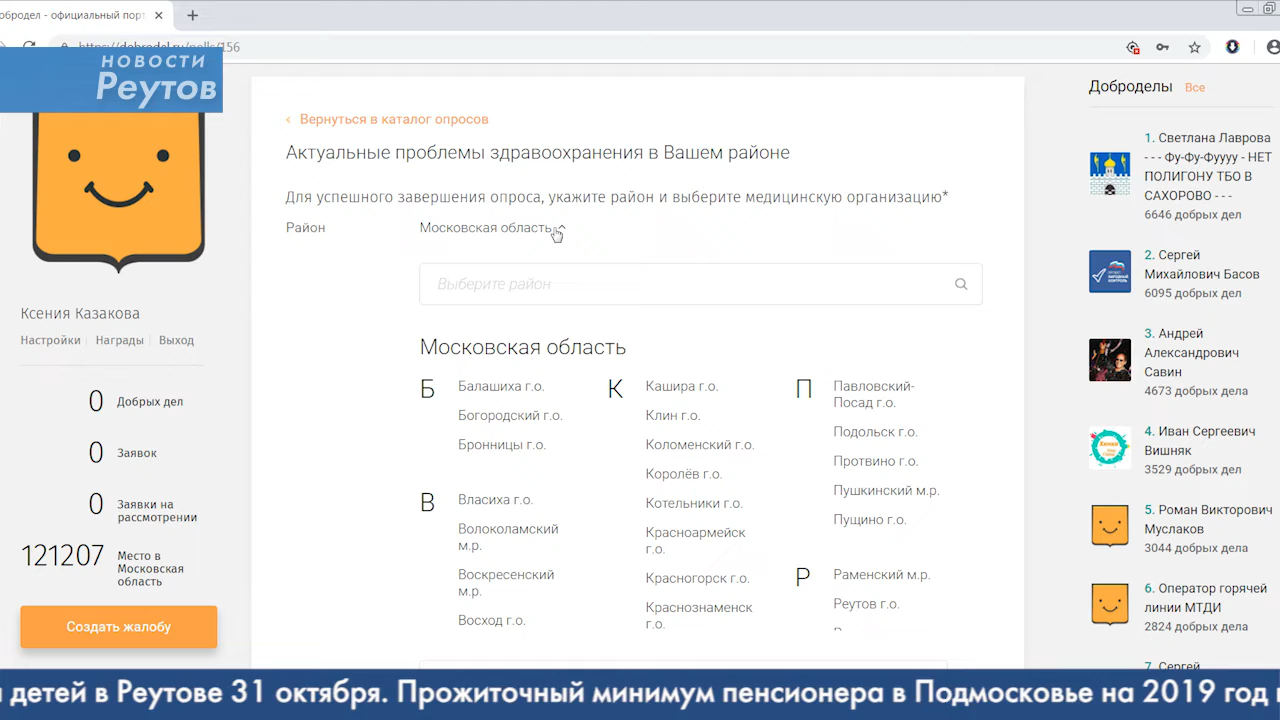 обродел - официальный порт
https://dobrodel.ru/polls/156
НОВОСТИ
Реутов
Ксения Казакова
Настройки Награды Выход
0 Добрых дел
0 Заявок
0 Заявки на
рассмотрении
121207 Место в
Московская
область
Создать жалобу
‹ Вернуться в каталог опросов
Актуальные проблемы здравоохранения в Вашем районе
Для успешного завершения опроса, укажите район и выберите медицинскую организацию*
Район Московская область
Выберите район
Московская область
Б
Балашиха г.о.
Богородский г.о.
Бронницы г.о.
В
Власиха г.о.
Волоколамский
м.р.
Воскресенский
м.р.
Восход г.о.
К
Кашира г.о.
Клин г.о.
Коломенский г.о.
Королёв г.о.
Котельники г.о.
Красноармейск
г.о.
Красногорск г.о.
Краснознаменск
г.о.
П
Павловский-
Посад г.о.
Подольск г.о.
Протвино г.о.
Пушкинский м.р.
Пущино г.о.
Р
Раменский м.р.
Реутов г.о.
Доброделы Все
1. Светлана Лаврова
- - - Фу-Фу-Фуууу - НЕТ
ПОЛИГОНУ ТБО В
САХОРОВО - - -
6646 добрых дел
2. Сергей
Михайлович Басов
6095 добрых дел
3. Андрей
Александрович
Савин
4673 добрых дела
4. Иван Сергеевич
Вишняк
3529 добрых дел
5. Роман Викторович
Муслаков
3044 добрых дела
6. Оператор горячей
линии МТДИ
2824 добрых дела
7. Сергей
детей в Реутове 31 октября. Прожиточный минимум пенсионера в Подмосковье на 2019 год